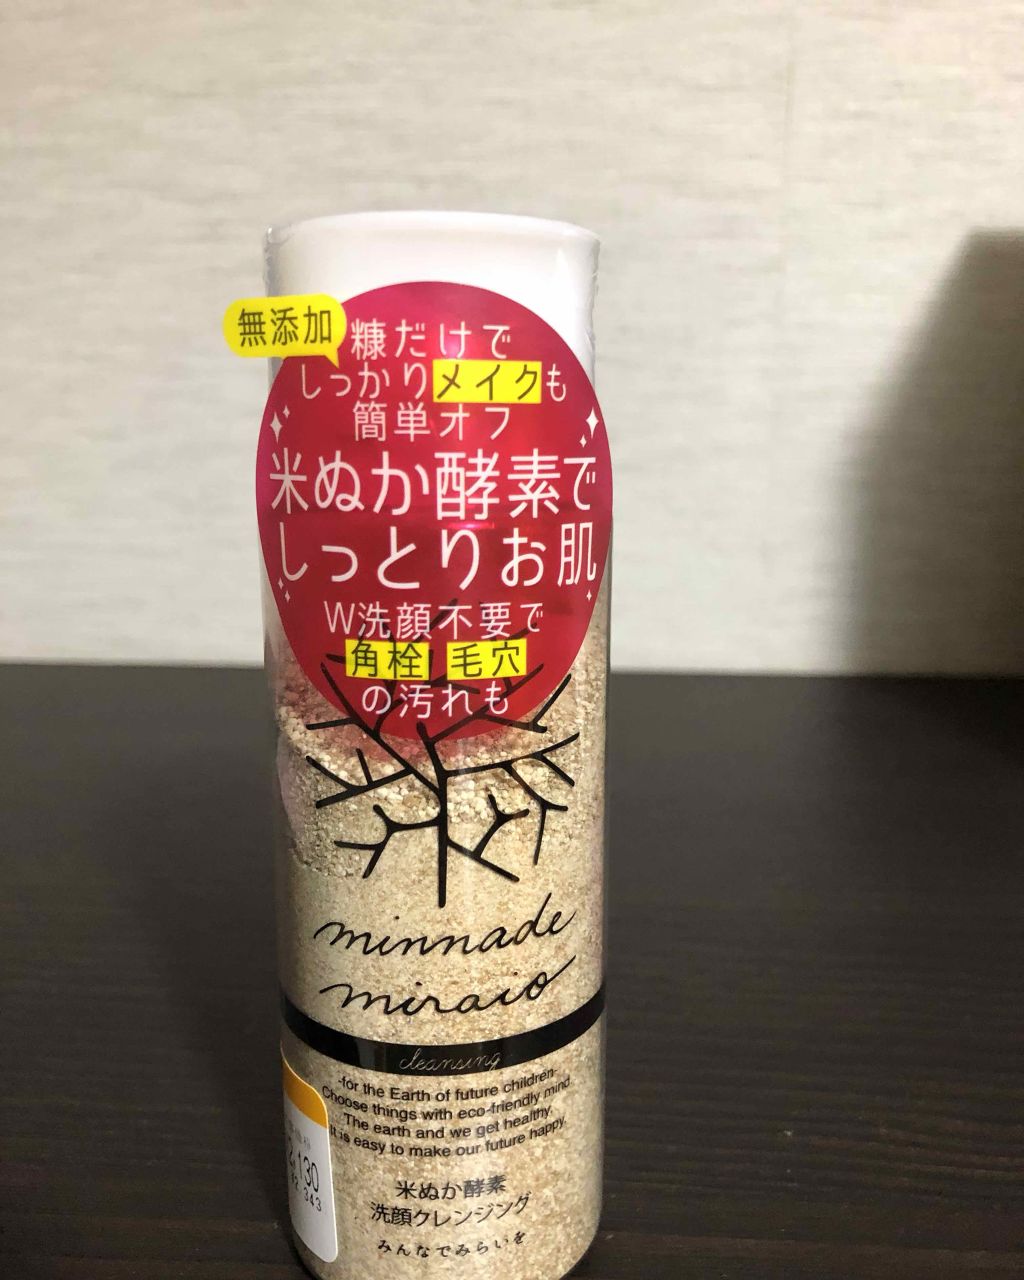 無添加
糠だけで
しっかりメイクも
簡単オフ
米ぬか酵素で
しっとりお肌
W洗顔不要で
角栓 毛穴
の汚れも
minnade
miraio
cleansing
-for the Earth of future children-
Choose things with eco-friendly mind.
The earth and we get healthy.
It is easy to make our future happy.
米ぬか酵素
洗顔クレンジング
みんなでみらいを
2,130
343